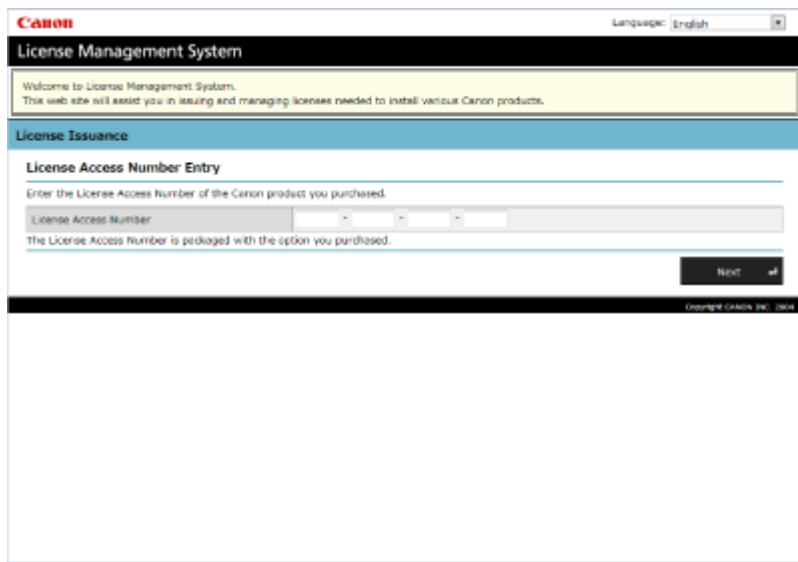 Canon
Language: English
License Management System
Welcome to License Management System.
This web site will assist you in issuing and managing licenses needed to install various Canon products.
License Issuance
License Access Number Entry
Enter the License Access Number of the Canon product you purchased.
License Access Number - - -
The License Access Number is packaged with the option you purchased.
Next
Copyright CANON INC. 2004